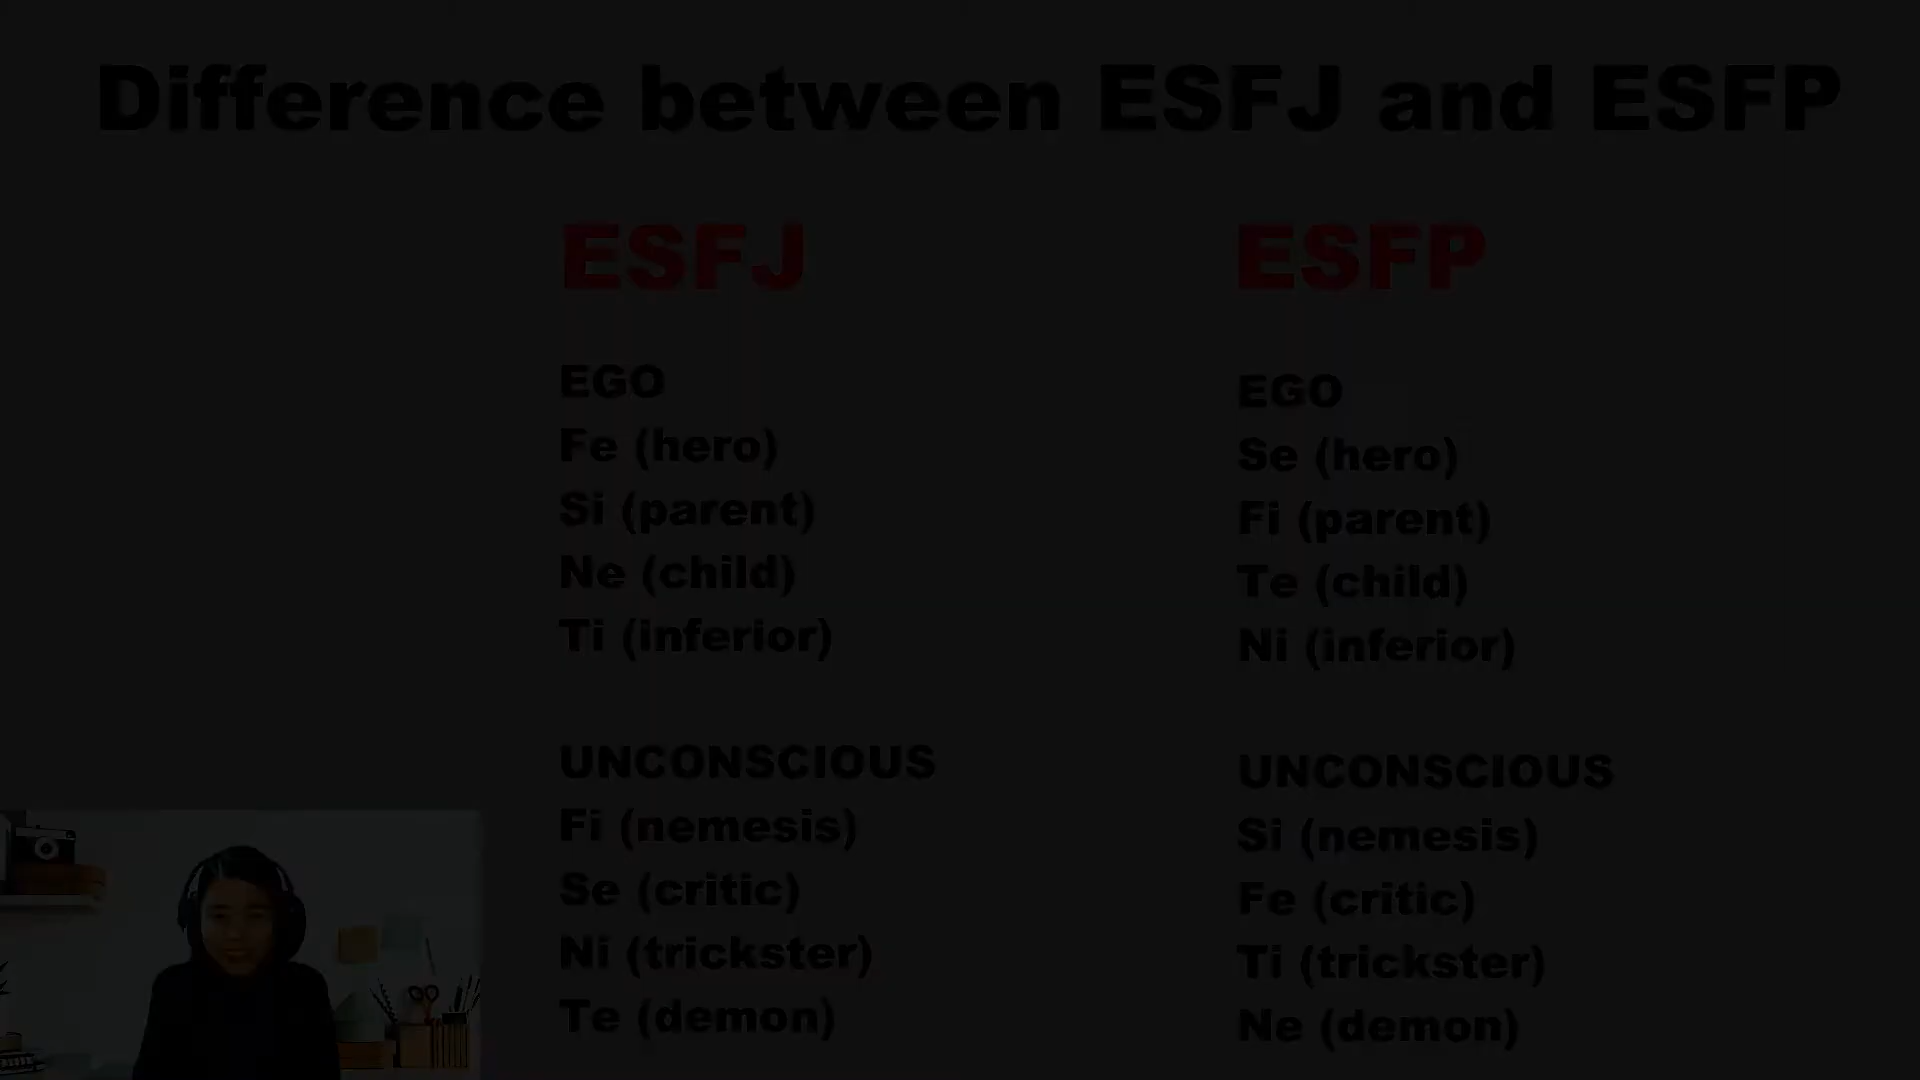 Difference between ESFJ and ESFP
ESFJ
EGO
Fe (hero)
Si (parent)
Ne (child)
Ti (inferior)
UNCONSCIOUS
Fi (nemesis)
Se (critic)
Ni (trickster)
Te (demon)
ESFP
EGO
Se (hero)
Fi (parent)
Te (child)
Ni (inferior)
UNCONSCIOUS
Si (nemesis)
Fe (critic)
Ti (trickster)
Ne (demon)